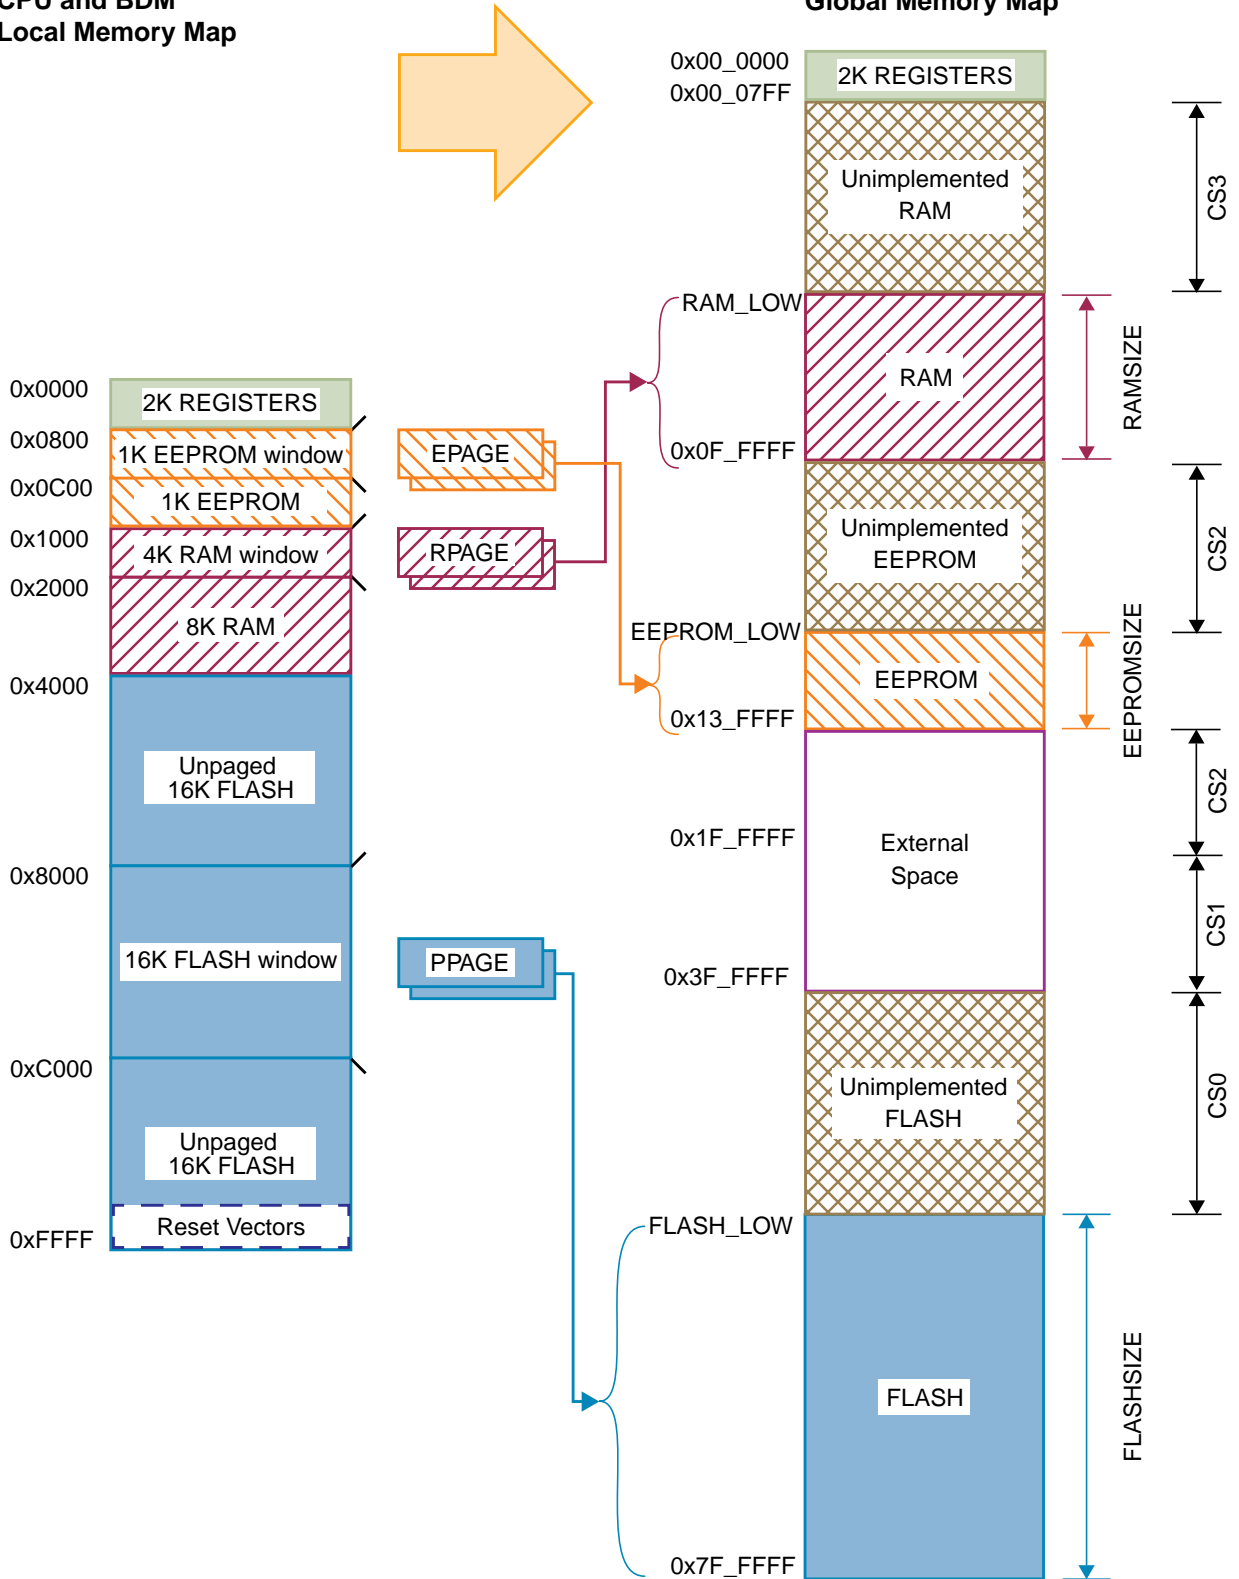 CPU and BDM
Local Memory Map
Global Memory Map
0x00_0000
0x00_07FF
2K REGISTERS
Unimplemented
RAM
CS3
RAM_LOW
RAM
0x0F_FFFF
RAMSIZE
Unimplemented
EEPROM
CS2
EEPROM_LOW
EEPROM
0x13_FFFF
EEPROMSIZE
CS2
0x1F_FFFF
External
Space
CS1
0x3F_FFFF
Unimplemented
FLASH
CS0
FLASH_LOW
FLASH
FLASHSIZE
0x7F_FFFF
0x0000
2K REGISTERS
0x0800
1K EEPROM window
EPAGE
0x0C00
1K EEPROM
0x1000
4K RAM window
RPAGE
0x2000
8K RAM
0x4000
Unpaged
16K FLASH
0x8000
16K FLASH window
PPAGE
0xC000
Unpaged
16K FLASH
Reset Vectors
0xFFFF